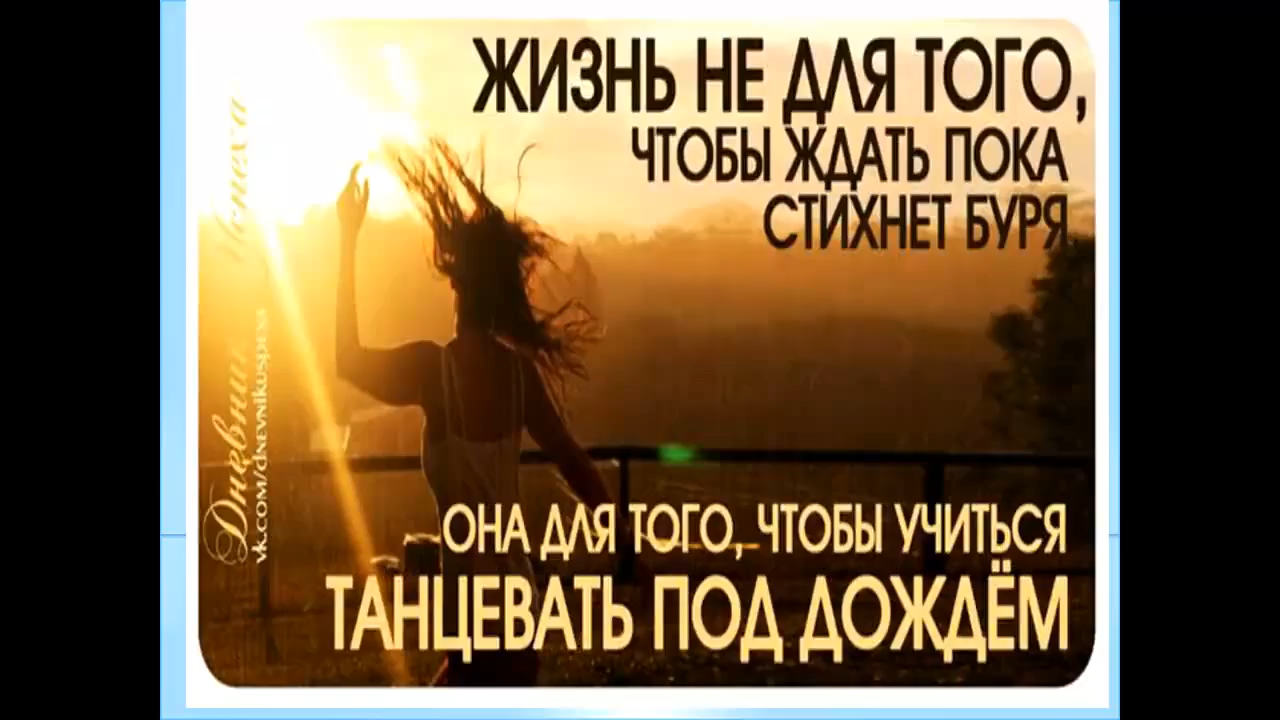 ЖИЗНЬ НЕ ДЛЯ ТОГО,
ЧТОБЫ ЖДАТЬ ПОКА
СТИХНЕТ БУРЯ
ОНА ДЛЯ ТОГО, ЧТОБЫ УЧИТЬСЯ
ТАНЦЕВАТЬ ПОД ДОЖДЁМ
Дневник
vk.com/dnevnikuspexa